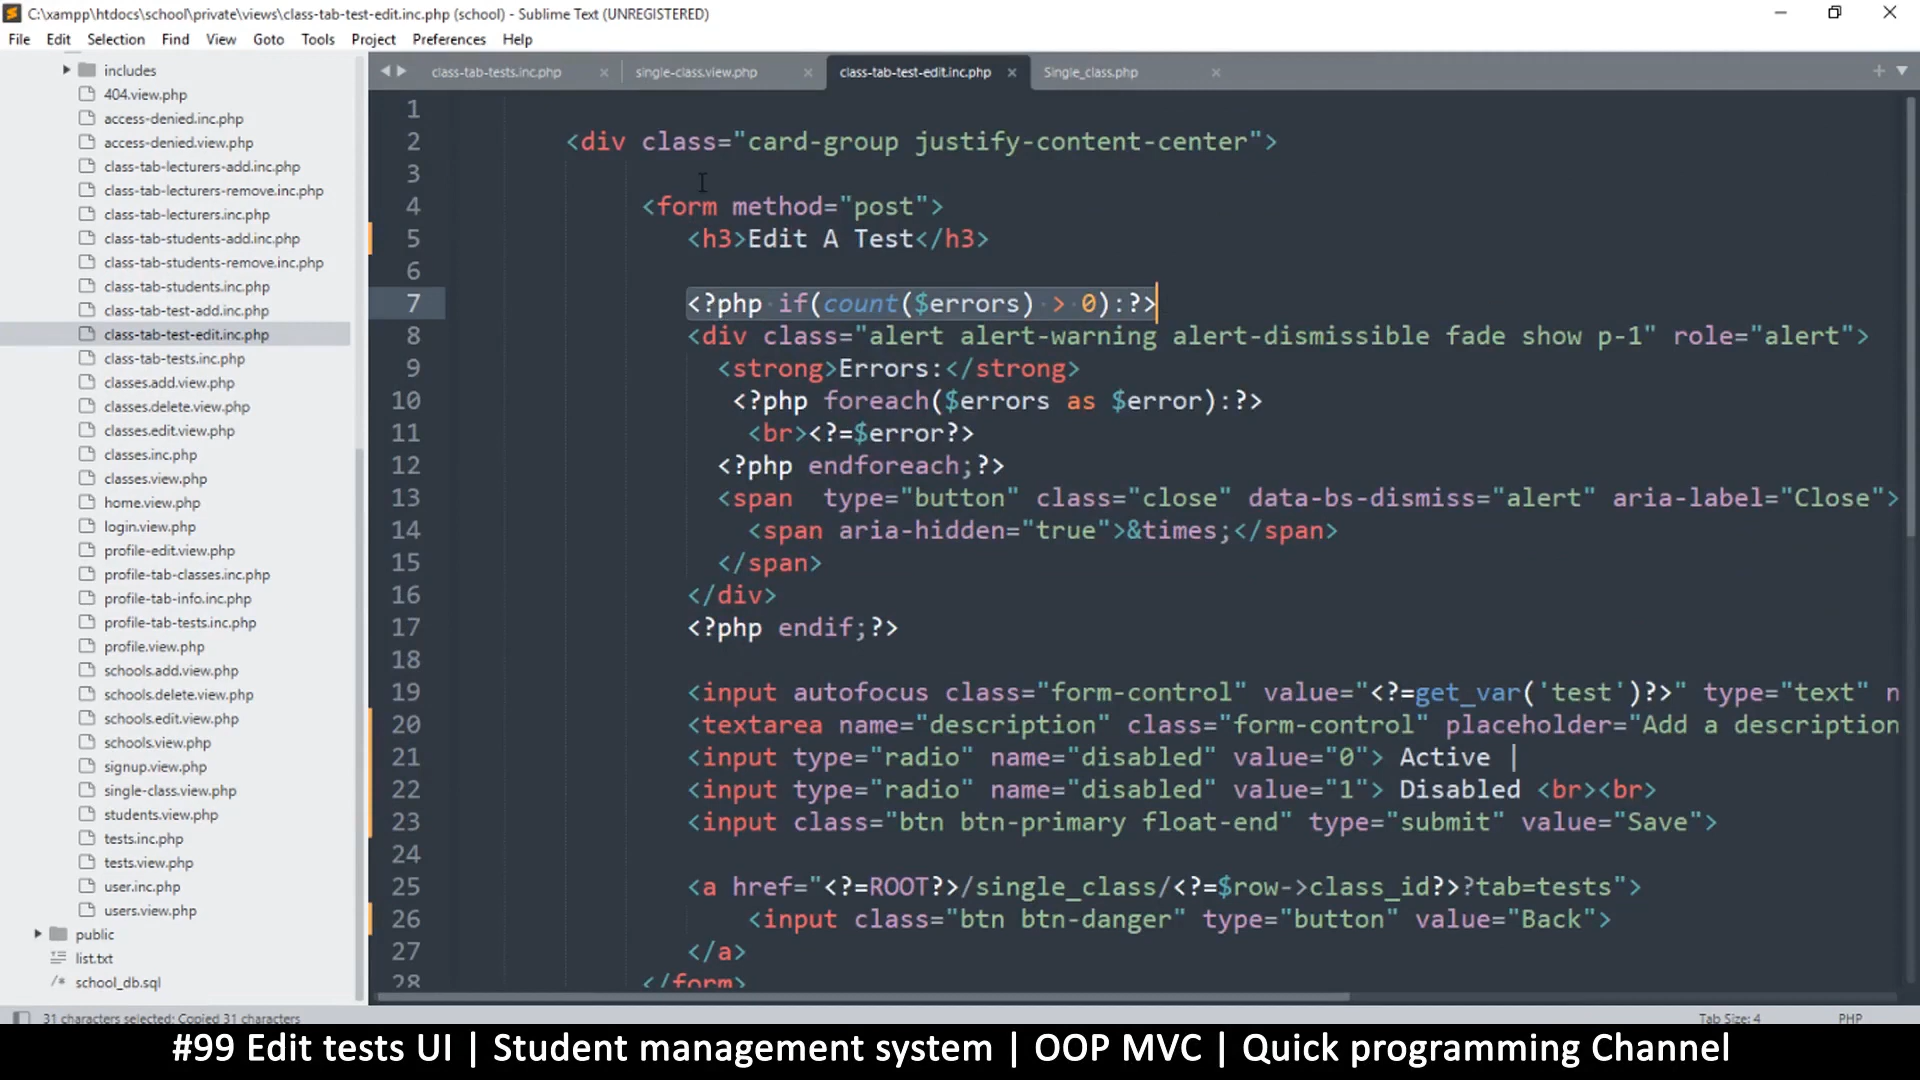 C:\xampp\htdocs\school\private\views\class-tab-test-edit.inc.php (school) - Sublime Text (UNREGISTERED)
File Edit Selection Find View Goto Tools Project Preferences Help
includes
404.view.php
access-denied.inc.php
access-denied.view.php
class-tab-lecturers-add.inc.php
class-tab-lecturers-remove.inc.php
class-tab-lecturers.inc.php
class-tab-students-add.inc.php
class-tab-students-remove.inc.php
class-tab-students.inc.php
class-tab-test-add.inc.php
class-tab-test-edit.inc.php
class-tab-tests.inc.php
classes.add.view.php
classes.delete.view.php
classes.edit.view.php
classes.inc.php
classes.view.php
home.view.php
login.view.php
profile-edit.view.php
profile-tab-classes.inc.php
profile-tab-info.inc.php
profile-tab-tests.inc.php
profile.view.php
schools.add.view.php
schools.delete.view.php
schools.edit.view.php
schools.view.php
signup.view.php
single-class.view.php
students.view.php
tests.inc.php
tests.view.php
user.inc.php
users.view.php
public
list.txt
school_db.sql
class-tab-tests.inc.php × single-class.view.php × class-tab-test-edit.inc.php × Single_class.php ×
1
2 <div class="card-group justify-content-center">
3
4 <form method="post">
5 <h3>Edit A Test</h3>
6
7 <?php if(count($errors) > 0):?>
8 <div class="alert alert-warning alert-dismissible fade show p-1" role="alert">
9 <strong>Errors:</strong>
10 <?php foreach($errors as $error):?>
11 <br><?=$error?>
12 <?php endforeach;?>
13 <span  type="button" class="close" data-bs-dismiss="alert" aria-label="Close">
14 <span aria-hidden="true">&times;</span>
15 </span>
16 </div>
17 <?php endif;?>
18
19 <input autofocus class="form-control" value="<?=get_var('test')?>" type="text" n
20 <textarea name="description" class="form-control" placeholder="Add a description
21 <input type="radio" name="disabled" value="0"> Active |
22 <input type="radio" name="disabled" value="1"> Disabled <br><br>
23 <input class="btn btn-primary float-end" type="submit" value="Save">
24
25 <a href="<?=ROOT?>/single_class/<?=$row->class_id?>?tab=tests">
26 <input class="btn btn-danger" type="button" value="Back">
27 </a>
28 </form>
31 characters selected: Copied 31 characters Tab Size: 4 PHP
#99 Edit tests UI | Student management system | OOP MVC | Quick programming Channel